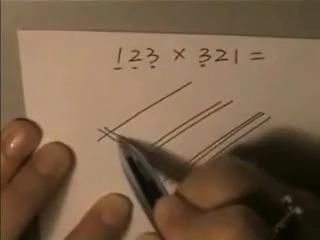 123 × 321 =